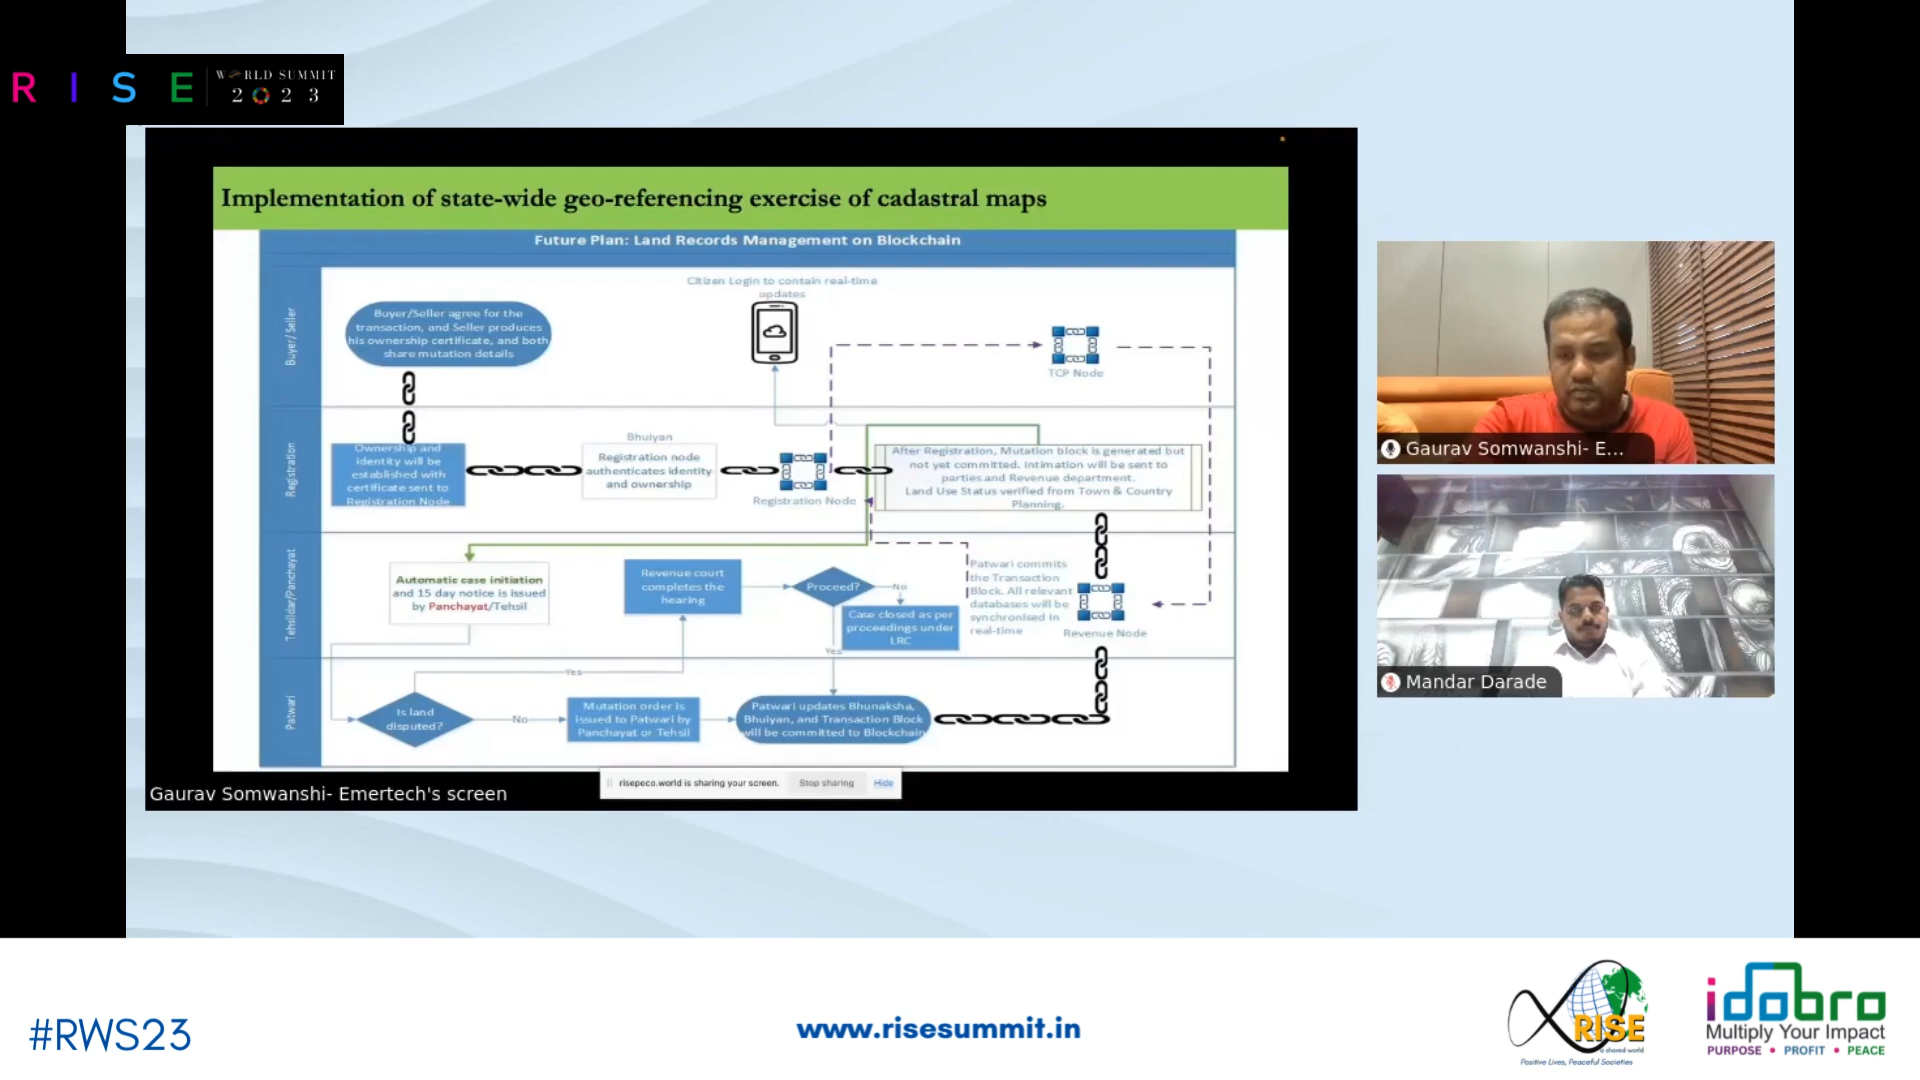 RISE
WORLD SUMMIT
2023
Implementation of state-wide geo-referencing exercise of cadastral maps
Future Plan: Land Records Management on Blockchain
Buyer/ Seller
Buyer/Seller agree for the
transaction, and Seller produces
his ownership certificate, and both
share mutation details
Citizen Login to contain real-time
updates
TCP Node
Registration
Ownership and
Identity will be
established with
certificate sent to
Registration Node
Bhuiyan
Registration node
authenticates identity
and ownership
Registration Node
After Registration, Mutation block is generated but
not yet committed. Intimation will be sent to
parties and Revenue department.
Land Use Status verified from Town & Country
Planning.
Tehsildar/Panchayat
Automatic case initiation
and 15 day notice is issued
by Panchayat/Tehsil
Revenue court
completes the
hearing
Proceed?
No
Case closed as per
proceedings under
LRC
Yes
Patwari commits
the Transaction
Block. All relevant
databases will be
synchronised in
real-time
Revenue Node
Patwari
Is land
disputed?
Yes
No
Mutation order is
issued to Patwari by
Panchayat or Tehsil
Patwari updates Bhunaksha,
Bhuiyan, and Transaction Block
will be committed to Blockchain
risepeco.world is sharing your screen. Stop sharing Hide
Gaurav Somwanshi- Emertech's screen
Gaurav Somwanshi- E...
Mandar Darade
#RWS23
www.risesummit.in
RISE
a shared world
Positive Lives, Peaceful Societies
idobro
Multiply Your Impact
PURPOSE • PROFIT • PEACE